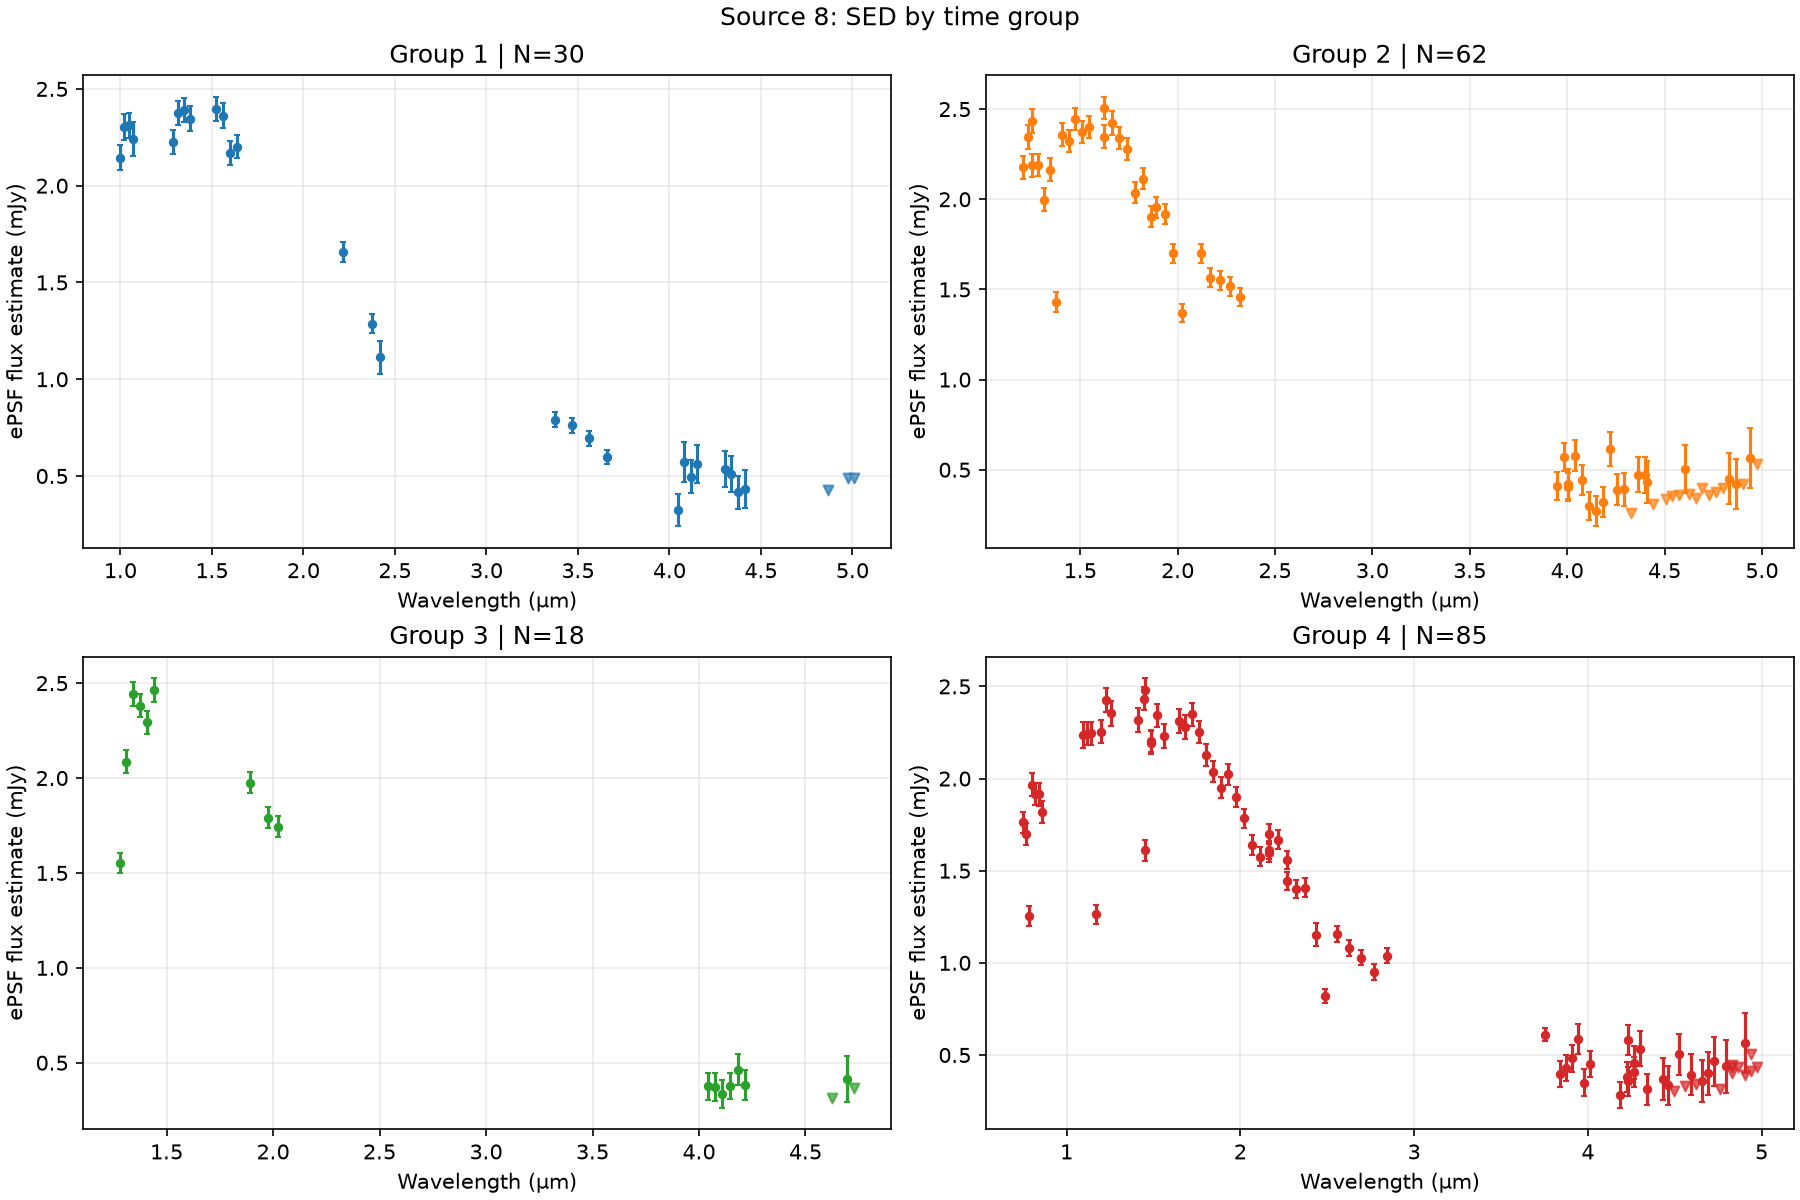 Source 8: SED by time group
Group 1 | N=30
ePSF flux estimate (mJy)
2.5
2.0
1.5
1.0
0.5
1.0 1.5 2.0 2.5 3.0 3.5 4.0 4.5 5.0
Wavelength (μm)
Group 2 | N=62
ePSF flux estimate (mJy)
2.5
2.0
1.5
1.0
0.5
1.5 2.0 2.5 3.0 3.5 4.0 4.5 5.0
Wavelength (μm)
Group 3 | N=18
ePSF flux estimate (mJy)
2.5
2.0
1.5
1.0
0.5
1.5 2.0 2.5 3.0 3.5 4.0 4.5
Wavelength (μm)
Group 4 | N=85
ePSF flux estimate (mJy)
2.5
2.0
1.5
1.0
0.5
1 2 3 4 5
Wavelength (μm)